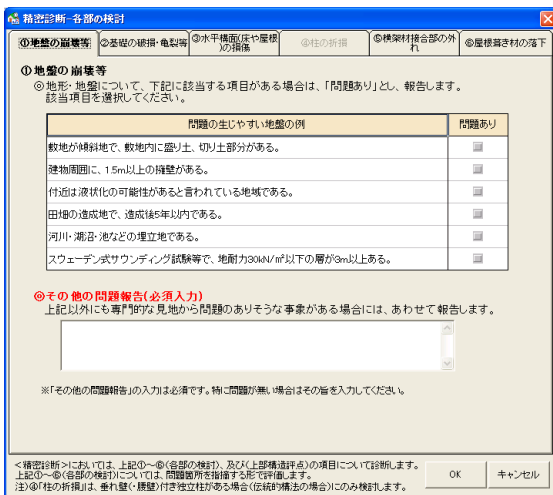 精密診断-各部の検討
①地盤の崩壊等
②基礎の破損・亀裂等
③水平構面(床や屋根)の損傷
④柱の折損
⑤横架材接合部の外れ
⑥屋根葺き材の落下
①地盤の崩壊等
◎地形・地盤について、下記に該当する項目がある場合は、「問題あり」とし、報告します。
該当項目を選択してください。
問題の生じやすい地盤の例 問題あり
敷地が傾斜地で、敷地内に盛り土、切り土部分がある。
建物周囲に、1.5m以上の擁壁がある。
付近は液状化の可能性があると言われている地域である。
田畑の造成地で、造成後5年以内である。
河川・湖沼・池などの埋立地である。
スウェーデン式サウンディング試験等で、地耐力30kN/㎡以下の層が3m以上ある。
◎その他の問題報告(必須入力)
上記以外にも専門的な見地から問題のありそうな事象がある場合には、あわせて報告します。
※「その他の問題報告」の入力は必須です。特に問題が無い場合はその旨を入力してください。
<精密診断>においては、上記①～⑥(各部の検討)、及び(上部構造評点)の項目について診断します。
上記①～⑥(各部の検討)については、問題箇所を指摘する形で評価します。
注)④「柱の折損」は、垂れ壁(・腰壁)付き独立柱がある場合(伝統的構法の場合)にのみ検討します。
OK キャンセル